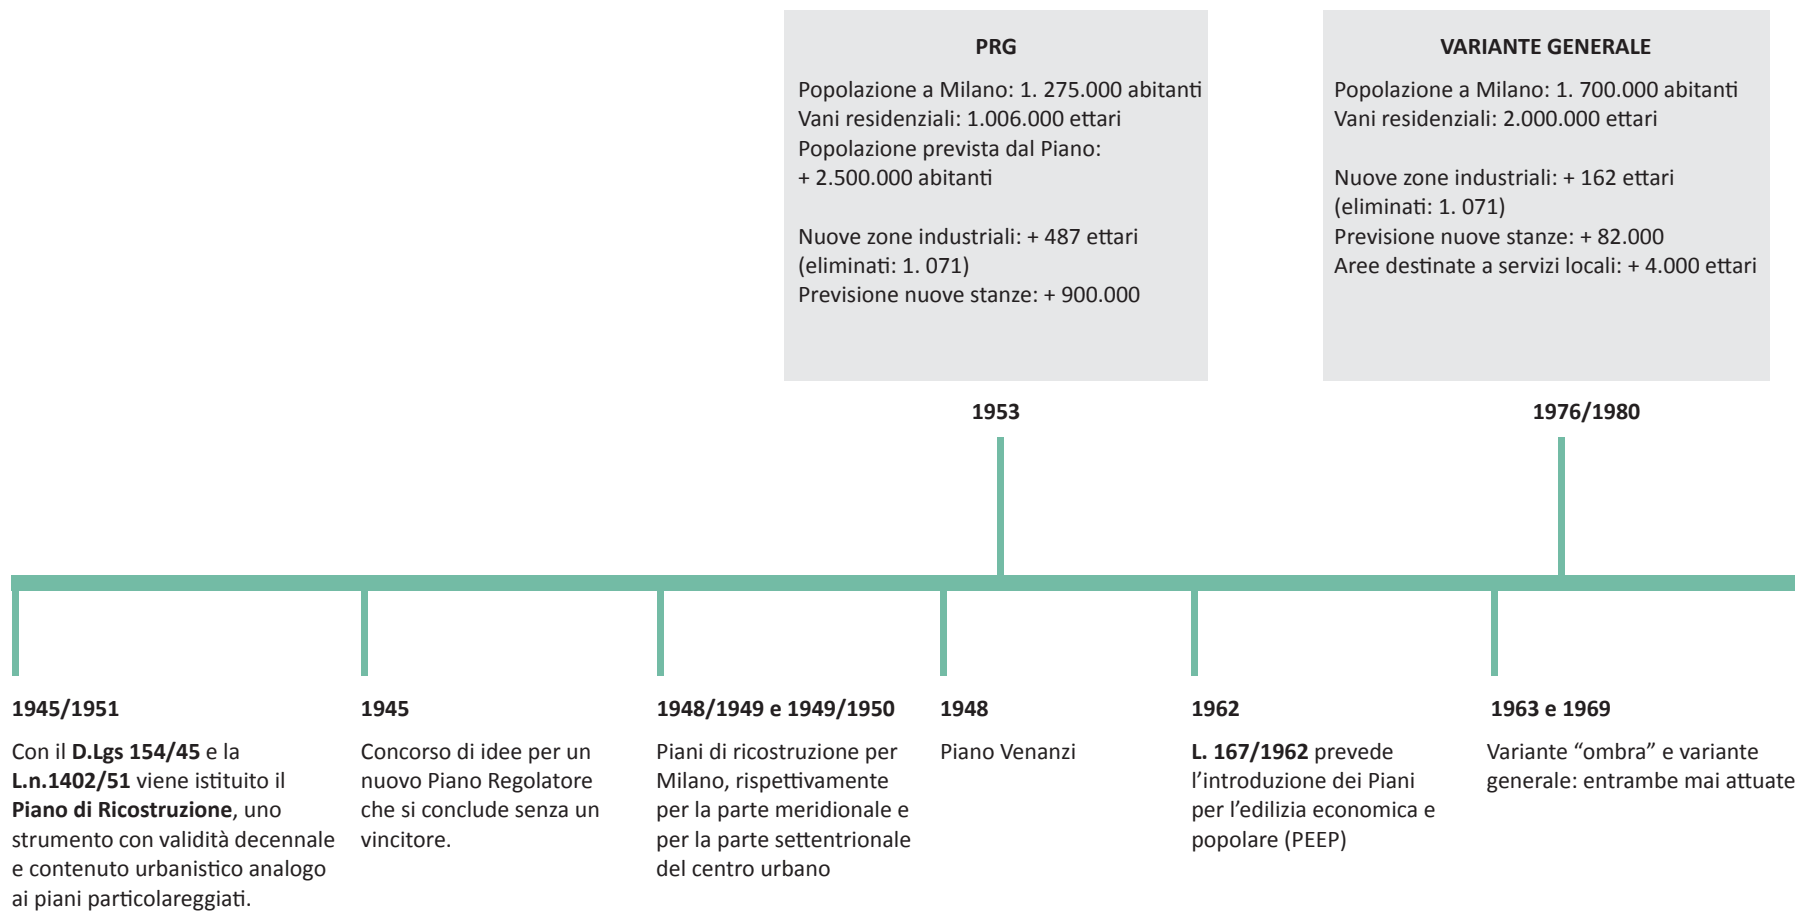 PRG
Popolazione a Milano: 1. 275.000 abitanti
Vani residenziali: 1.006.000 ettari
Popolazione prevista dal Piano:
+ 2.500.000 abitanti
Nuove zone industriali: + 487 ettari
(eliminati: 1. 071)
Previsione nuove stanze: + 900.000
VARIANTE GENERALE
Popolazione a Milano: 1. 700.000 abitanti
Vani residenziali: 2.000.000 ettari
Nuove zone industriali: + 162 ettari
(eliminati: 1. 071)
Previsione nuove stanze: + 82.000
Aree destinate a servizi locali: + 4.000 ettari
1953
1976/1980
1945/1951
Con il D.Lgs 154/45 e la
L.n.1402/51 viene istituito il
Piano di Ricostruzione, uno
strumento con validità decennale
e contenuto urbanistico analogo
ai piani particolareggiati.
1945
Concorso di idee per un
nuovo Piano Regolatore
che si conclude senza un
vincitore.
1948/1949 e 1949/1950
Piani di ricostruzione per
Milano, rispettivamente
per la parte meridionale e
per la parte settentrionale
del centro urbano
1948
Piano Venanzi
1962
L. 167/1962 prevede
l’introduzione dei Piani
per l’edilizia economica e
popolare (PEEP)
1963 e 1969
Variante “ombra” e variante
generale: entrambe mai attuate